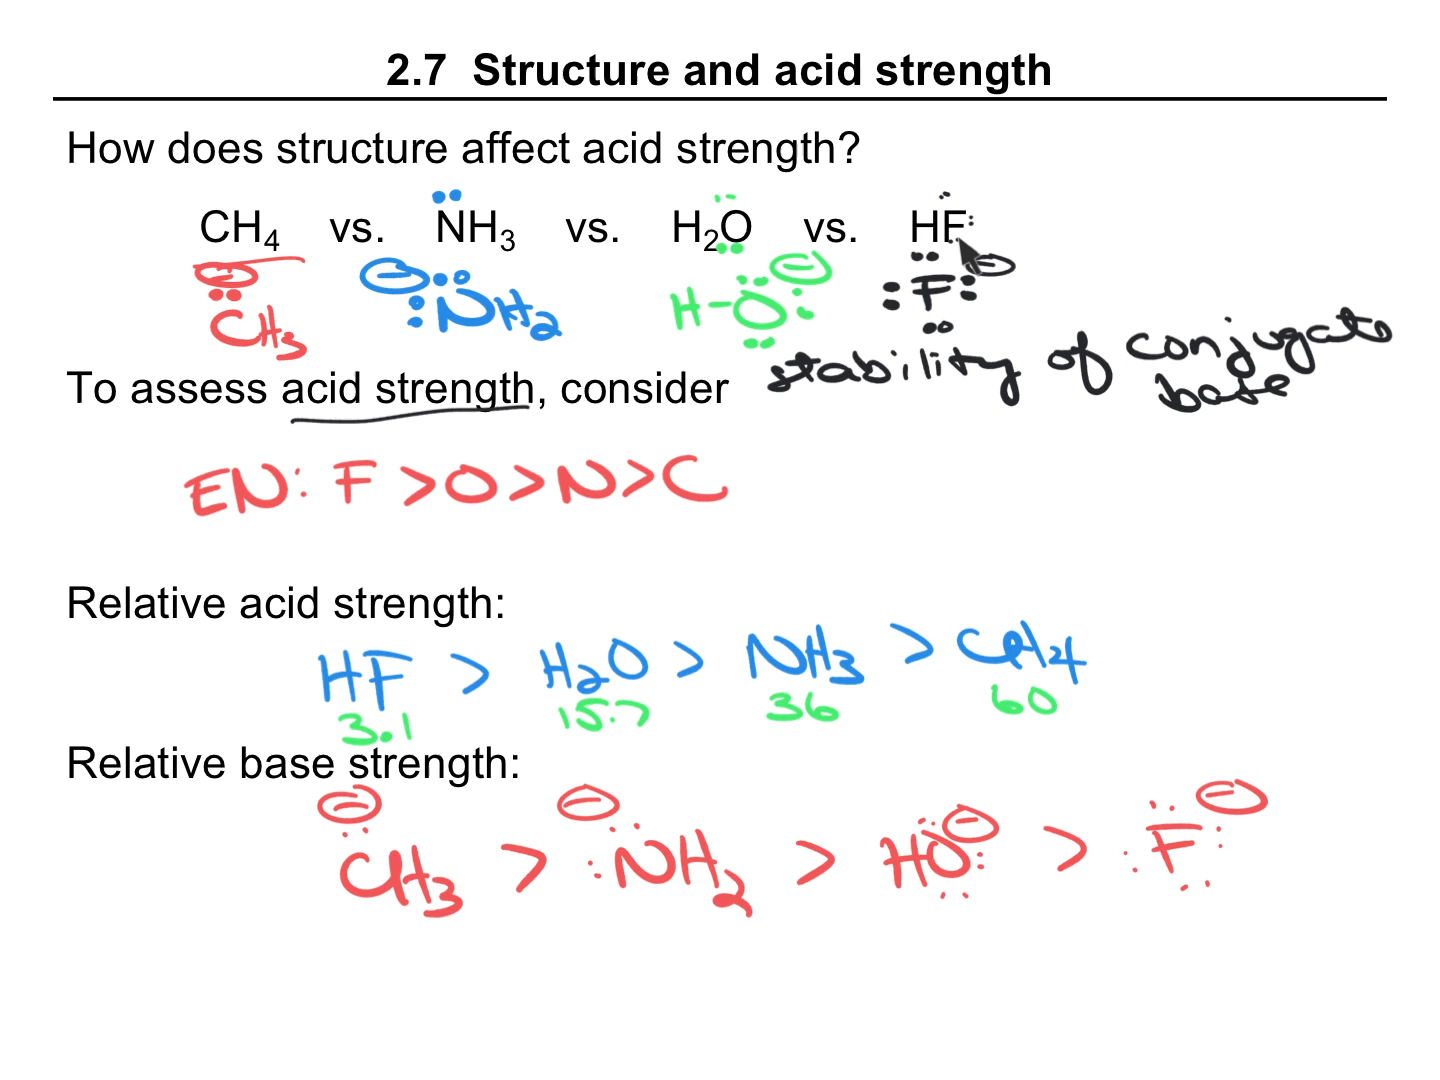 2.7 Structure and acid strength
How does structure affect acid strength?
CH₄ vs. NH₃ vs. H₂O vs. HF
⊖ ⊖ ⊖ ⊖
CH₃ NH₂ H-O F
To assess acid strength, consider stability of conjugate
base
EN: F > O > N > C
Relative acid strength:
HF > H₂O > NH₃ > CH₄
3.1 15.7 36 60
Relative base strength:
⊖ ⊖ ⊖ ⊖
CH₃ > NH₂ > HO > F